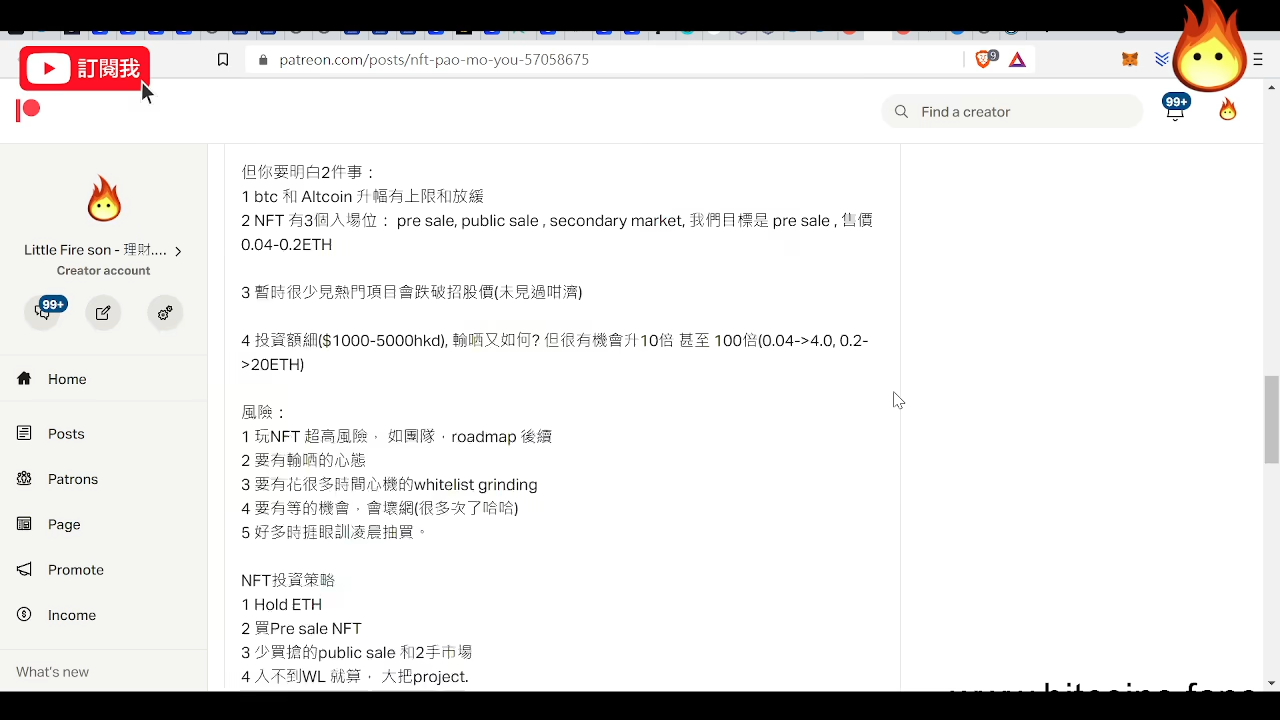 訂閱我
patreon.com/posts/nft-pao-mo-you-57058675
9
Find a creator
99+
但你要明白2件事：
1 btc 和 Altcoin 升幅有上限和放緩
2 NFT 有3個入場位： pre sale, public sale , secondary market, 我們目標是 pre sale , 售價
0.04-0.2ETH
Little Fire son - 理財....
Creator account
99+
3 暫時很少見熱門項目會跌破招股價(未見過咁濟)
4 投資額細($1000-5000hkd), 輸晒又如何? 但很有機會升10倍 甚至 100倍(0.04->4.0, 0.2-
>20ETH)
Home
風險：
1 玩NFT 超高風險， 如團隊，roadmap 後續
Posts
2 要有輸晒的心態
Patrons
3 要有花很多時間心機的whitelist grinding
4 要有等的機會，會壞網(很多次了哈哈)
Page
5 好多時捱眼訓凌晨抽買。
Promote
NFT投資策略
1 Hold ETH
Income
2 買Pre sale NFT
3 少買搶的public sale 和2手市場
What's new
4 入不到WL 就算， 大把project.